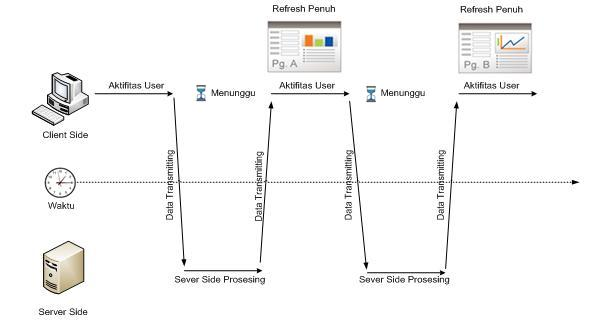 Refresh Penuh
Refresh Penuh
Pg. A
Pg. B
Aktifitas User
Menunggu
Aktifitas User
Menunggu
Aktifitas User
Client Side
Data Transmitting
Data Transmitting
Data Transmitting
Data Transmitting
Waktu
Sever Side Prosesing
Sever Side Prosesing
Server Side